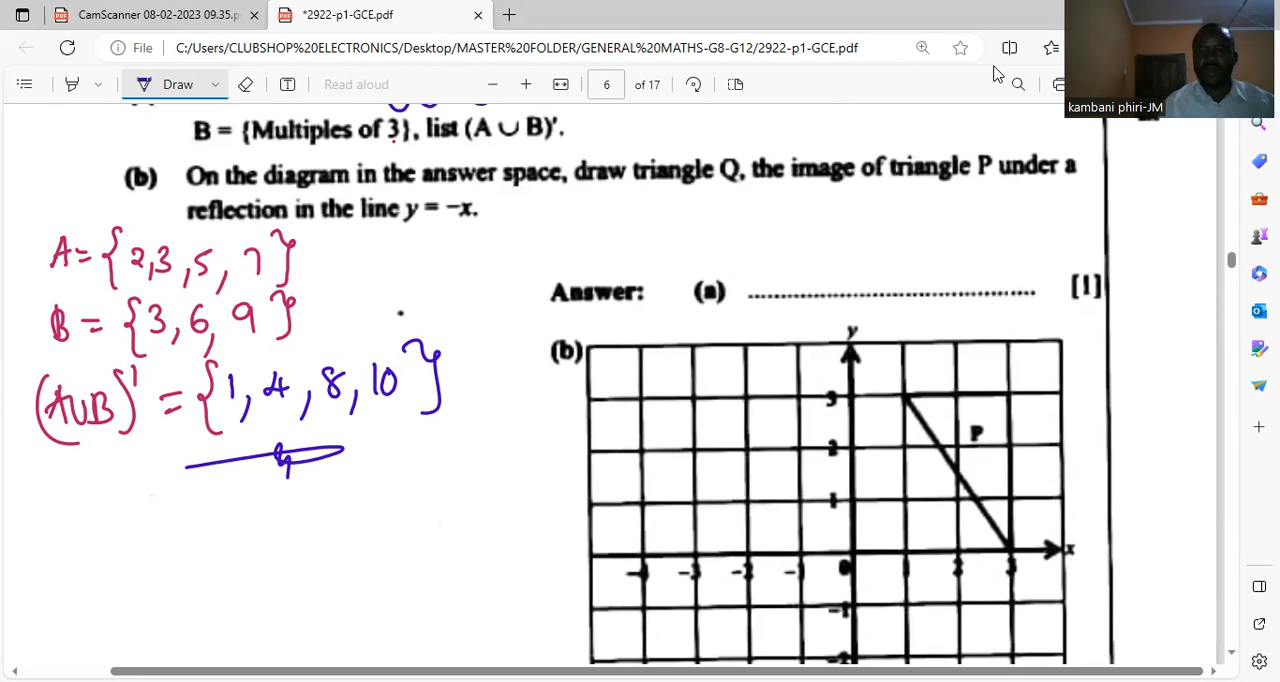 CamScanner 08-02-2023 09.35.p
*2922-p1-GCE.pdf
File
C:/Users/CLUBSHOP%20ELECTRONICS/Desktop/MASTER%20FOLDER/GENERAL%20MATHS-G8-G12/2922-p1-GCE.pdf
Draw
Read aloud
6 of 17
kambani phiri-JM
B = {Multiples of 3}, list (A ∪ B)′.
(b) On the diagram in the answer space, draw triangle Q, the image of triangle P under a
reflection in the line y = −x.
A = {2,3,5,7}
B = {3,6,9}
(A∪B)′ = {1,4,8,10}
Answer: (a) ........................................ [1]
(b)
y
3
P
2
1
x
−4 −3 −2 −1 0 1 2 3
−1
−2